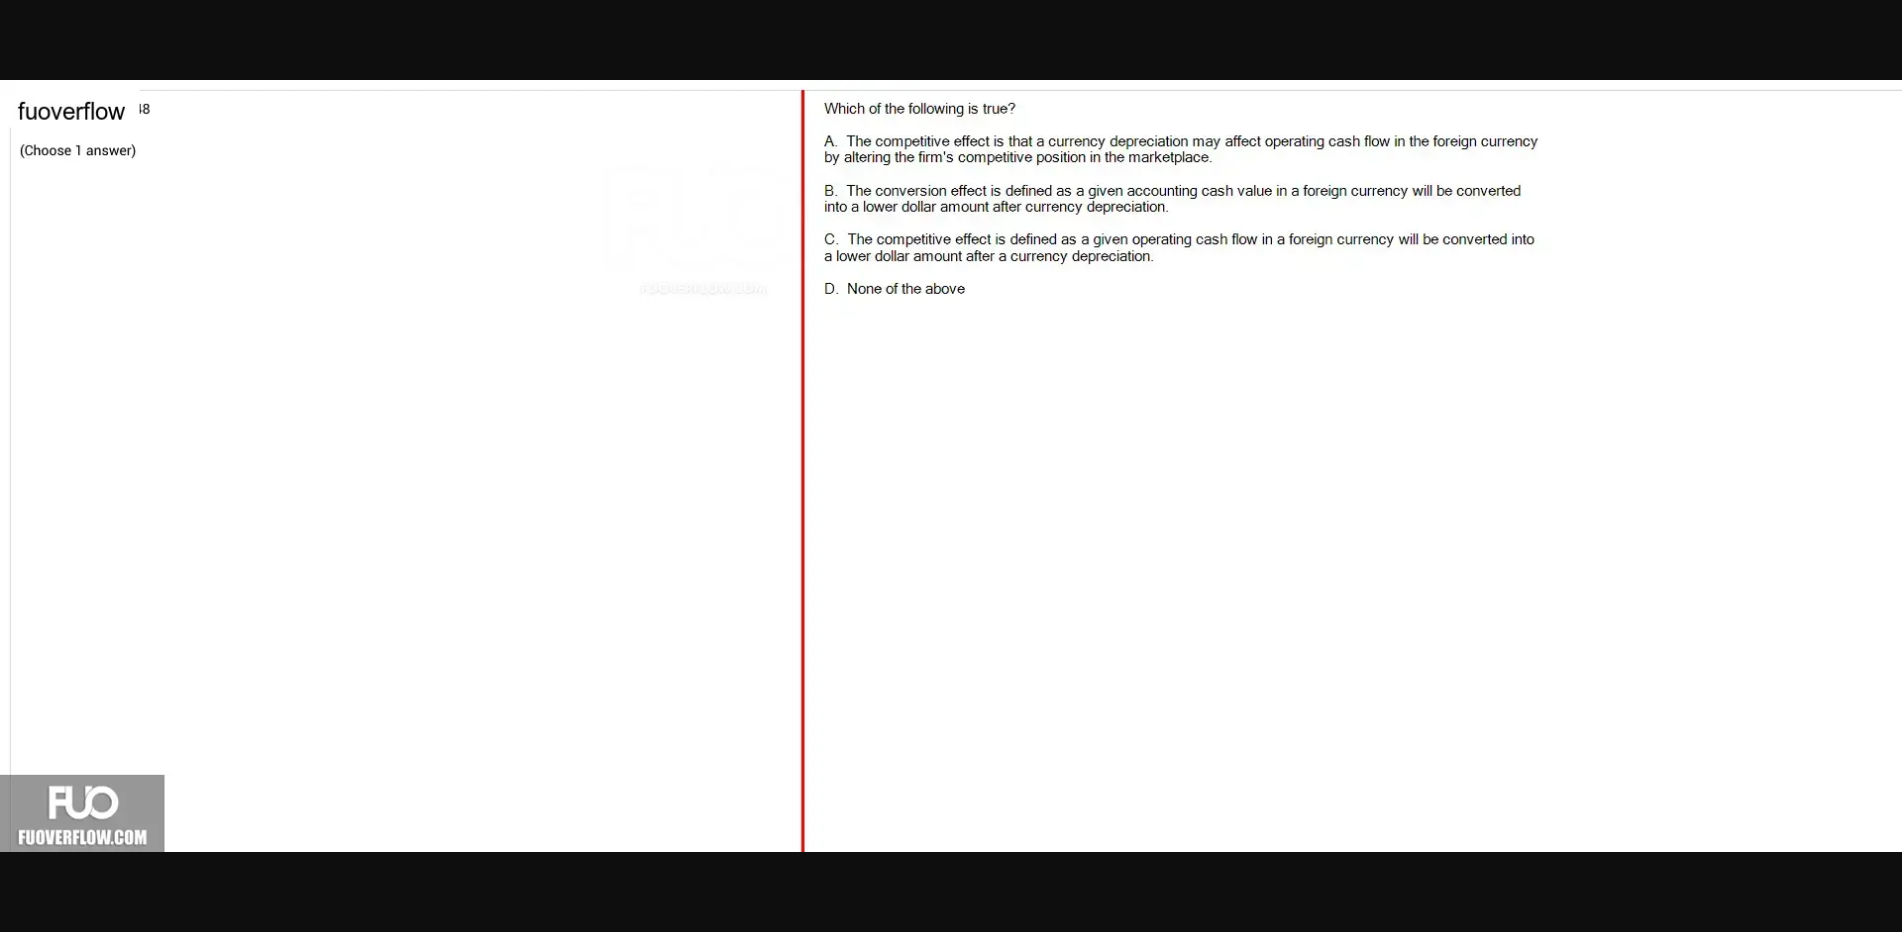 fuoverflow 48
(Choose 1 answer)
Which of the following is true?
A. The competitive effect is that a currency depreciation may affect operating cash flow in the foreign currency
by altering the firm's competitive position in the marketplace.
B. The conversion effect is defined as a given accounting cash value in a foreign currency will be converted
into a lower dollar amount after currency depreciation.
C. The competitive effect is defined as a given operating cash flow in a foreign currency will be converted into
a lower dollar amount after a currency depreciation.
D. None of the above
FUO
FUOVERFLOW.COM
FUO
FUOVERFLOW.COM